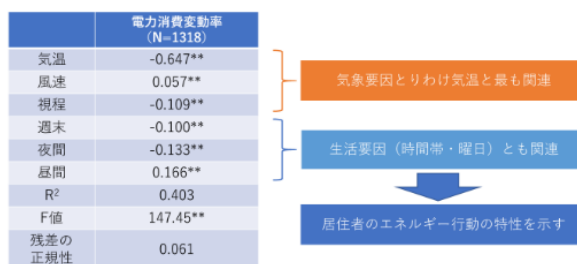 電力消費変動率
(N=1318)
気温 -0.647**
風速 0.057**
視程 -0.109**
週末 -0.100**
夜間 -0.133**
昼間 0.166**
R² 0.403
F値 147.45**
残差の
正規性 0.061
気象要因とりわけ気温と最も関連
生活要因（時間帯・曜日）とも関連
居住者のエネルギー行動の特性を示す